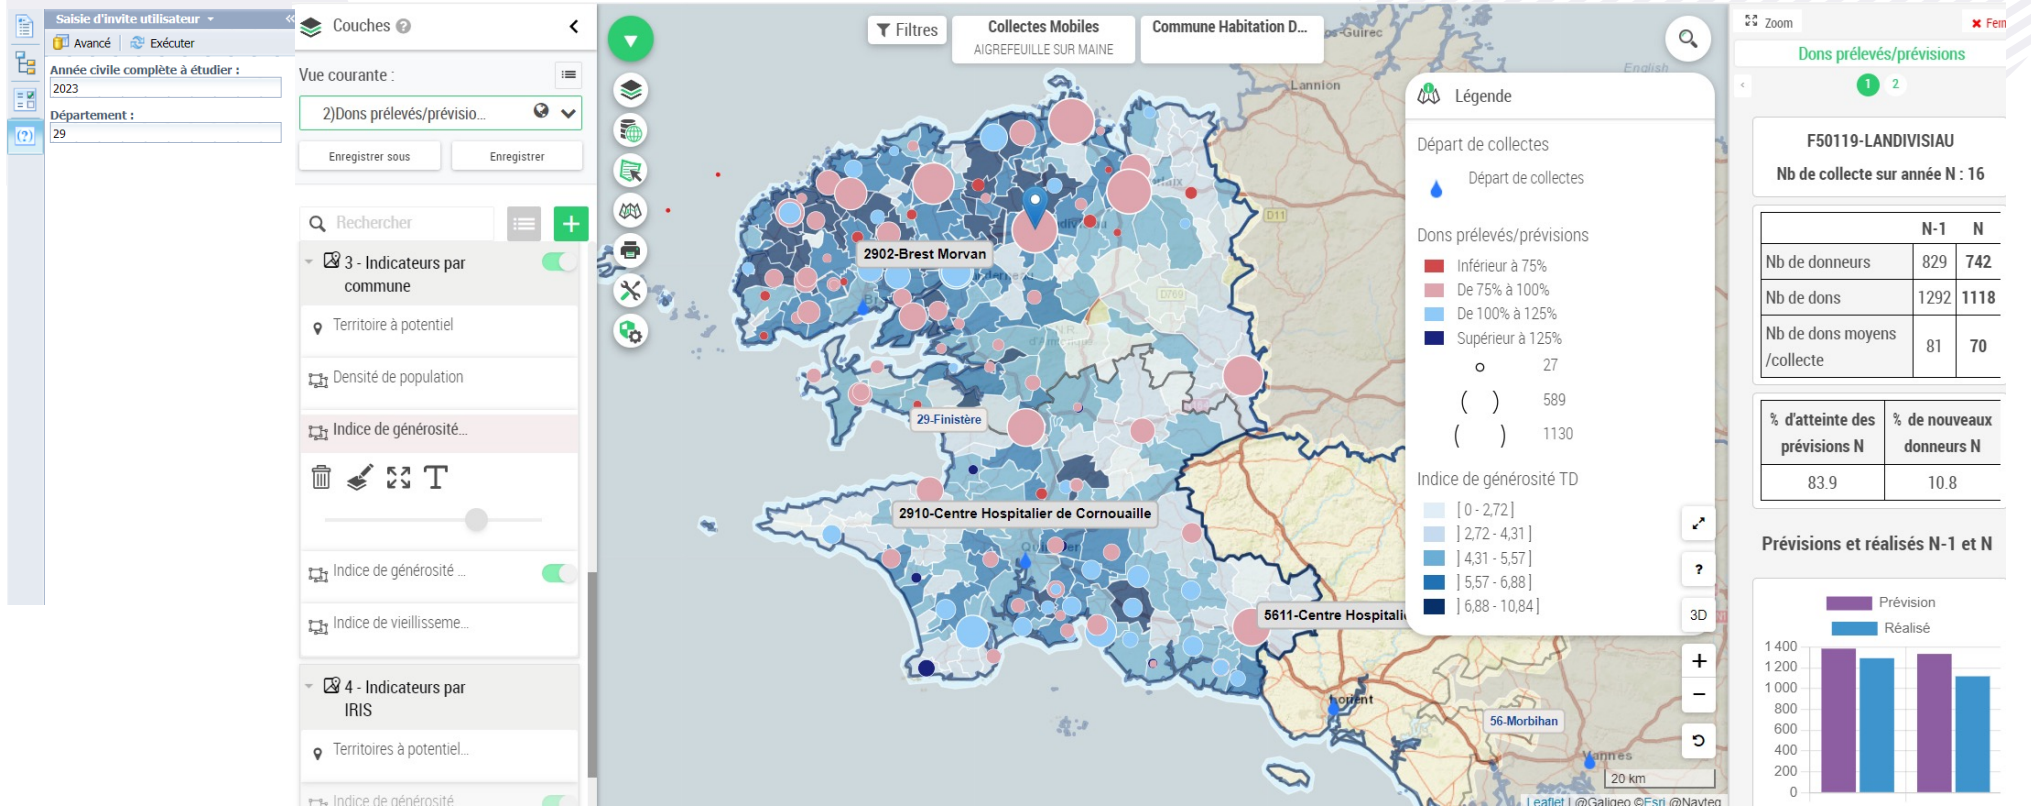 Saisie d'invite utilisateur
Avancé
Exécuter
Année civile complète à étudier :
2023
Département :
29
Couches
Vue courante :
2)Dons prélevés/prévisio...
Enregistrer sous
Enregistrer
Rechercher
3 - Indicateurs par
commune
Territoire à potentiel
Densité de population
Indice de générosité...
Indice de générosité ...
Indice de vieillisseme...
4 - Indicateurs par
IRIS
Territoires à potentiel...
Indice de générosité
Filtres
Collectes Mobiles
AIGREFEUILLE SUR MAINE
Commune Habitation D...
Lannion
English
D11
2902-Brest Morvan
D769
29-Finistère
2910-Centre Hospitalier de Cornouaille
5611-Centre Hospitali
Lorient
56-Morbihan
Vannes
20 km
Leaflet | @Galigeo ©Esri @Navteq
Légende
Départ de collectes
Départ de collectes
Dons prélevés/prévisions
Inférieur à 75%
De 75% à 100%
De 100% à 125%
Supérieur à 125%
27
589
1130
Indice de générosité TD
[ 0 - 2,72 ]
] 2,72 - 4,31 ]
] 4,31 - 5,57 ]
] 5,57 - 6,88 ]
] 6,88 - 10,84 ]
?
3D
+
−
Zoom
Fern
Dons prélevés/prévisions
1 2
F50119-LANDIVISIAU
Nb de collecte sur année N : 16
N-1 N
Nb de donneurs 829 742
Nb de dons 1292 1118
Nb de dons moyens
/collecte 81 70
% d'atteinte des
prévisions N
% de nouveaux
donneurs N
83.9 10.8
Prévisions et réalisés N-1 et N
Prévision
Réalisé
1 400
1 200
1 000
800
600
400
200
0